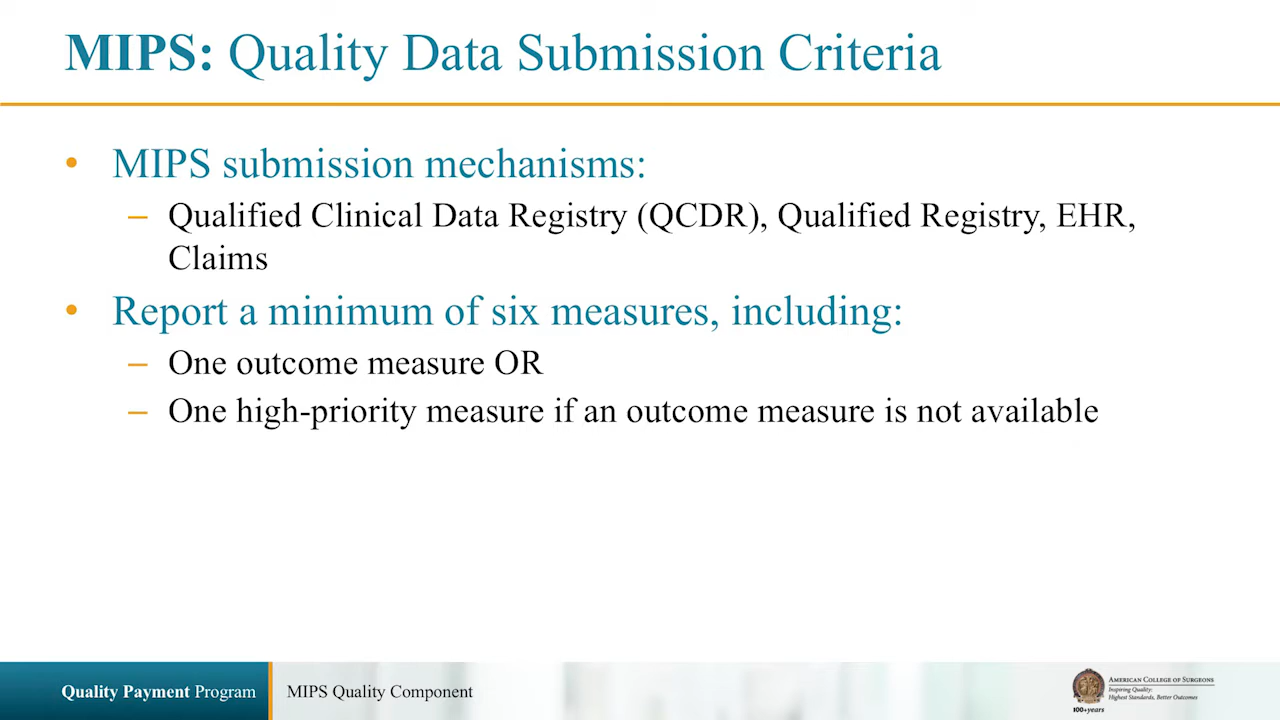 MIPS: Quality Data Submission Criteria
• MIPS submission mechanisms:
– Qualified Clinical Data Registry (QCDR), Qualified Registry, EHR,
Claims
• Report a minimum of six measures, including:
– One outcome measure OR
– One high-priority measure if an outcome measure is not available
Quality Payment Program
MIPS Quality Component
100+years
AMERICAN COLLEGE OF SURGEONS
Inspiring Quality:
Highest Standards, Better Outcomes